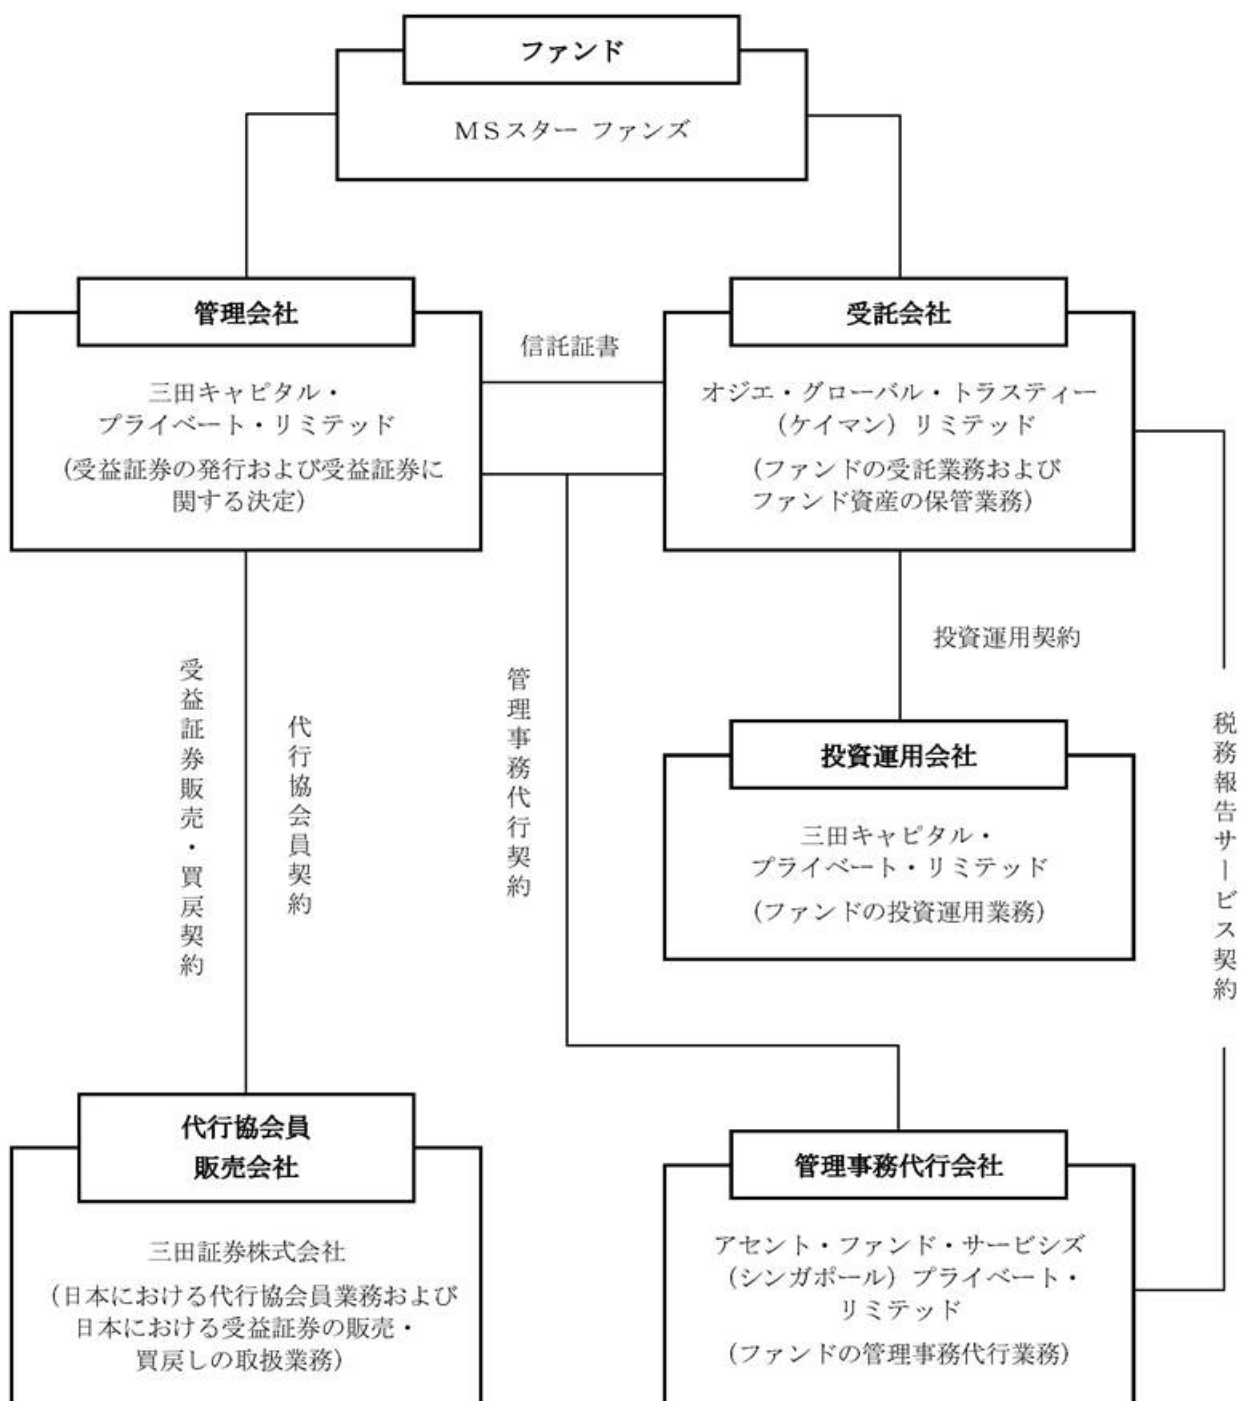 ファンド
ＭＳスター ファンズ
管理会社
三田キャピタル・
プライベート・リミテッド
（受益証券の発行および受益証券に
関する決定）
信託証書
受託会社
オジエ・グローバル・トラスティー
（ケイマン）リミテッド
（ファンドの受託業務および
ファンド資産の保管業務）
受益証券販売・買戻契約
代行協会員契約
管理事務代行契約
投資運用契約
税務報告サービス契約
投資運用会社
三田キャピタル・
プライベート・リミテッド
（ファンドの投資運用業務）
代行協会員
販売会社
三田証券株式会社
（日本における代行協会員業務および
日本における受益証券の販売・
買戻しの取扱業務）
管理事務代行会社
アセント・ファンド・サービシズ
（シンガポール）プライベート・
リミテッド
（ファンドの管理事務代行業務）